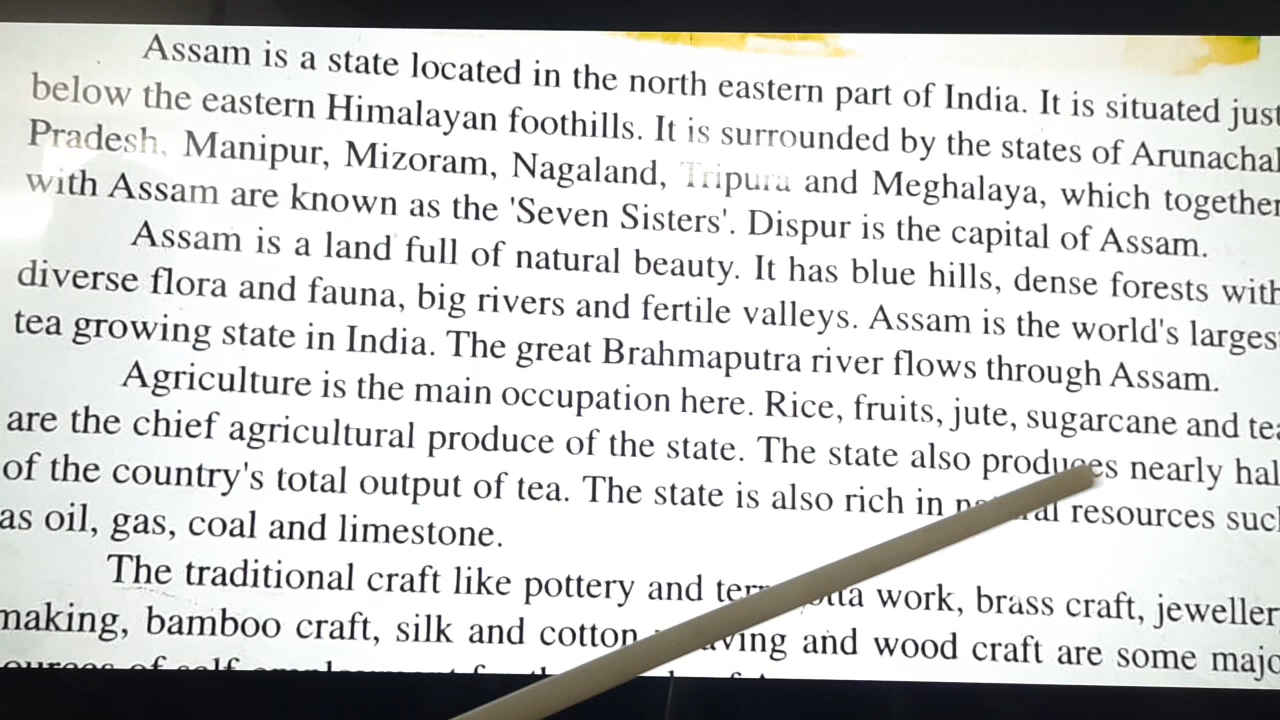 Assam is a state located in the north eastern part of India. It is situated just
below the eastern Himalayan foothills. It is surrounded by the states of Arunachal
Pradesh, Manipur, Mizoram, Nagaland, Tripura and Meghalaya, which together
with Assam are known as the 'Seven Sisters'. Dispur is the capital of Assam.
Assam is a land full of natural beauty. It has blue hills, dense forests with
diverse flora and fauna, big rivers and fertile valleys. Assam is the world's larges
tea growing state in India. The great Brahmaputra river flows through Assam.
Agriculture is the main occupation here. Rice, fruits, jute, sugarcane and tea
are the chief agricultural produce of the state. The state also produces nearly hal
of the country's total output of tea. The state is also rich in resources suc
as oil, gas, coal and limestone.
The traditional craft like pottery and work, brass craft, jeweller
making, bamboo craft, silk and cotton and wood craft are some majo